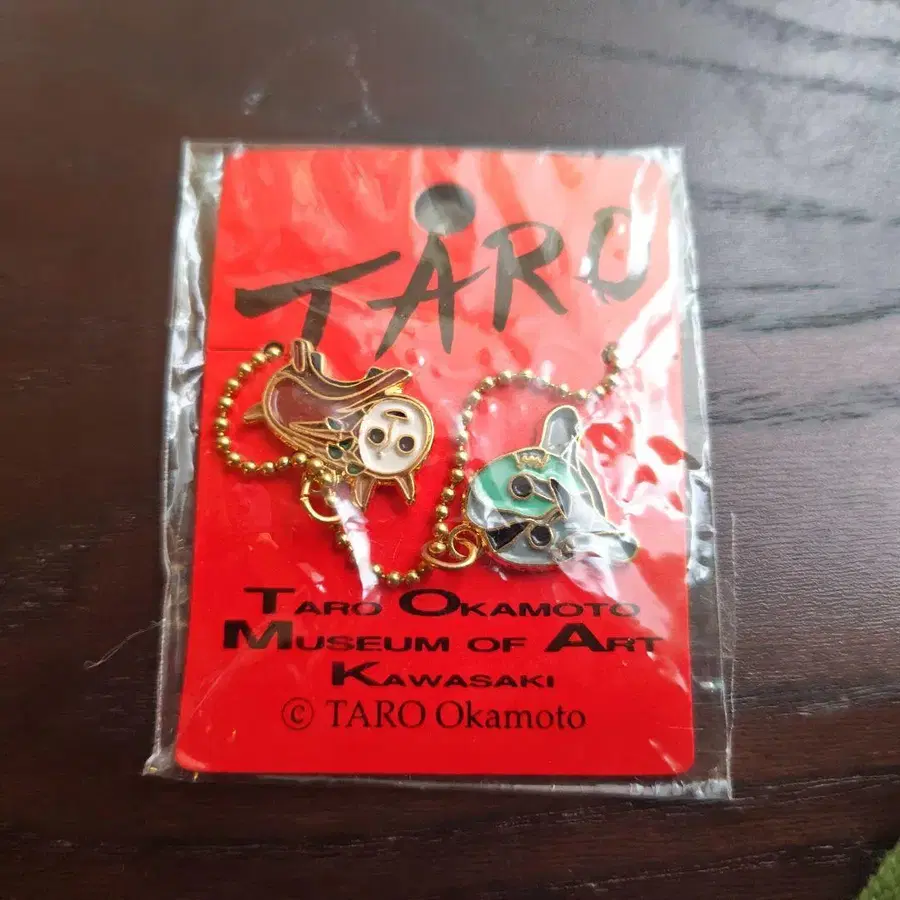 TARO
TARO OKAMOTO
MUSEUM OF ART
KAWASAKI
© TARO Okamoto